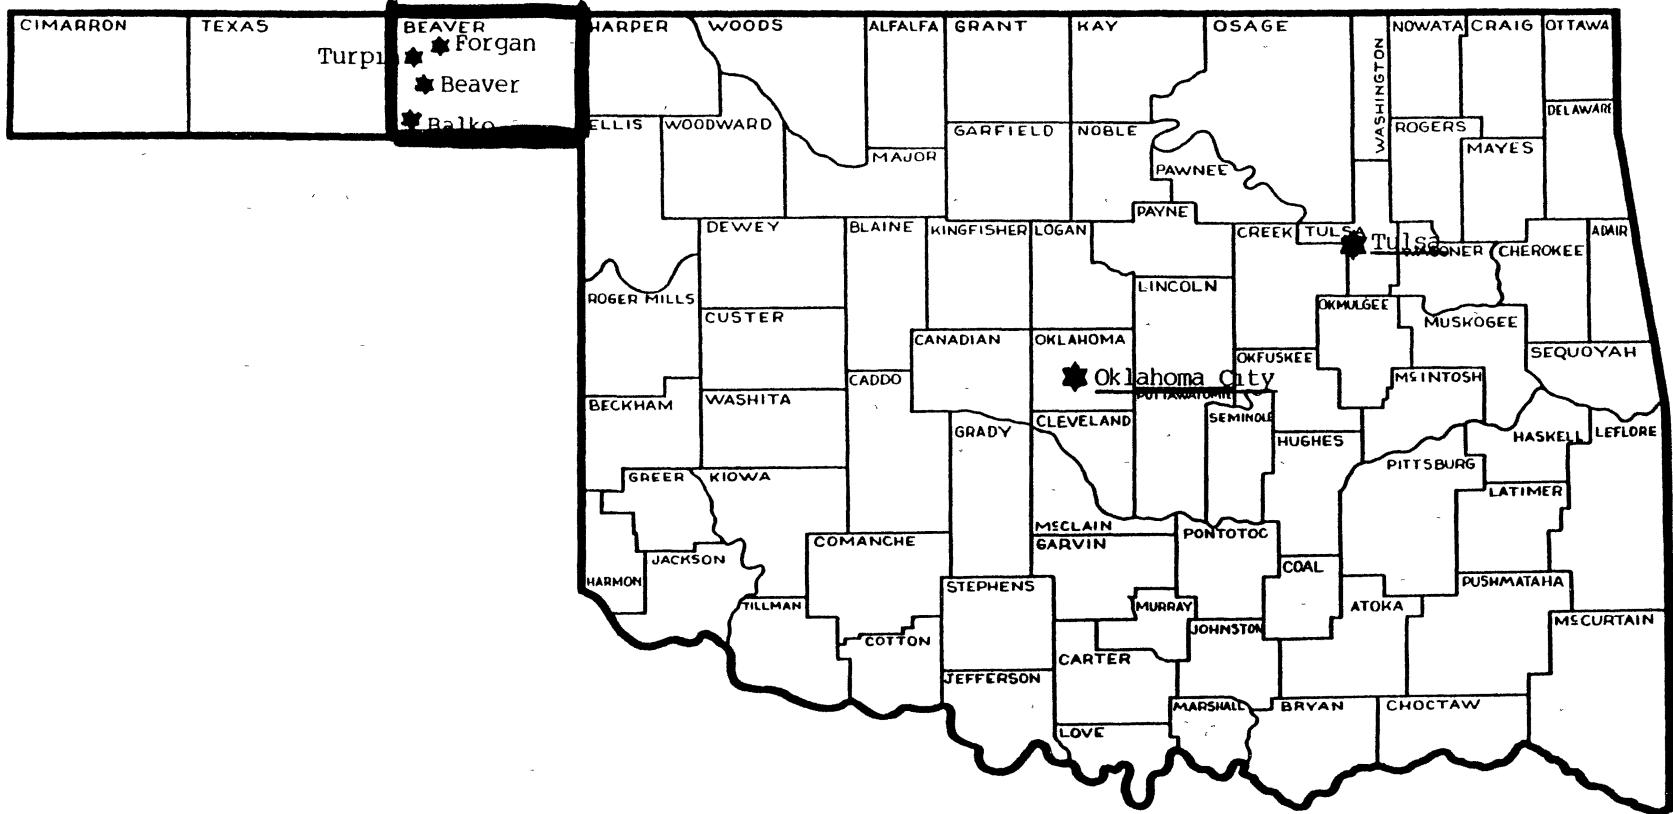 CIMARRON
TEXAS
BEAVER
HARPER
WOODS
ALFALFA
GRANT
KAY
OSAGE
WASHINGTON
NOWATA
CRAIG
OTTAWA
Forgan
Beaver
ELLIS
WOODWARD
MAJOR
GARFIELD
NOBLE
PAWNEE
ROGERS
MAYES
DELAWARE
DEWEY
BLAINE
KINGFISHER
LOGAN
PAYNE
CREEK
TULSA
Tulsa
CHEROKEE
ADAIR
ROGER MILLS
CUSTER
CANADIAN
OKLAHOMA
LINCOLN
OKMULGEE
MUSKOGEE
OKFUSKEE
SEQUOYAH
Oklahoma City
BECKHAM
WASHITA
CADDO
GRADY
CLEVELAND
POTTAWATOMIE
SEMINOLE
HUGHES
McINTOSH
HASKELL
LEFLORE
PITTSBURG
LATIMER
GREER
KIOWA
COMANCHE
McCLAIN
GARVIN
PONTOTOC
COAL
HARMON
JACKSON
TILLMAN
STEPHENS
MURRAY
ATOKA
PUSHMATAHA
McCURTAIN
COTTON
JOHNSTON
CARTER
JEFFERSON
MARSHALL
BRYAN
CHOCTAW
LOVE